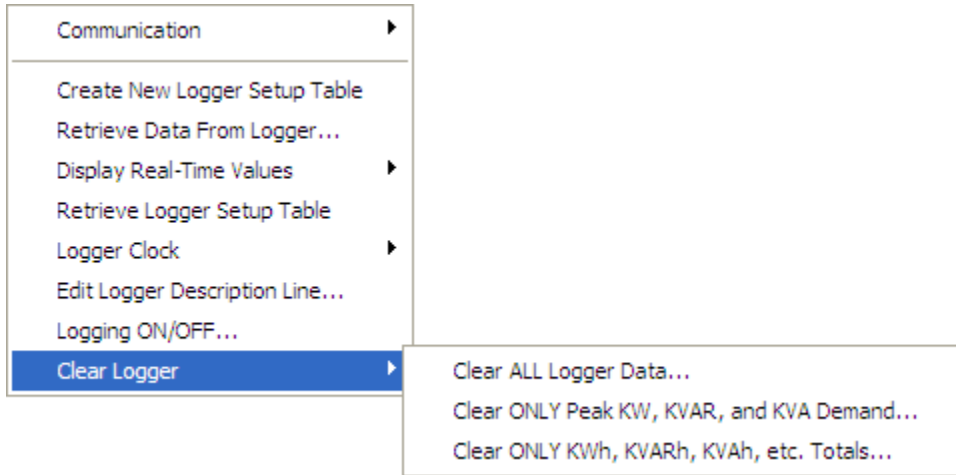 Communication
Create New Logger Setup Table
Retrieve Data From Logger...
Display Real-Time Values
Retrieve Logger Setup Table
Logger Clock
Edit Logger Description Line...
Logging ON/OFF...
Clear Logger
Clear ALL Logger Data...
Clear ONLY Peak KW, KVAR, and KVA Demand...
Clear ONLY KWh, KVARh, KVAh, etc. Totals...